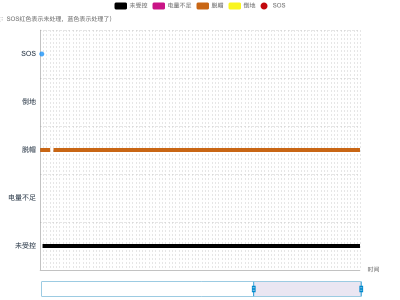 未受控 电量不足 脱帽 倒地 SOS
：SOS红色表示未处理，蓝色表示处理了）
SOS
倒地
脱帽
电量不足
未受控
时间